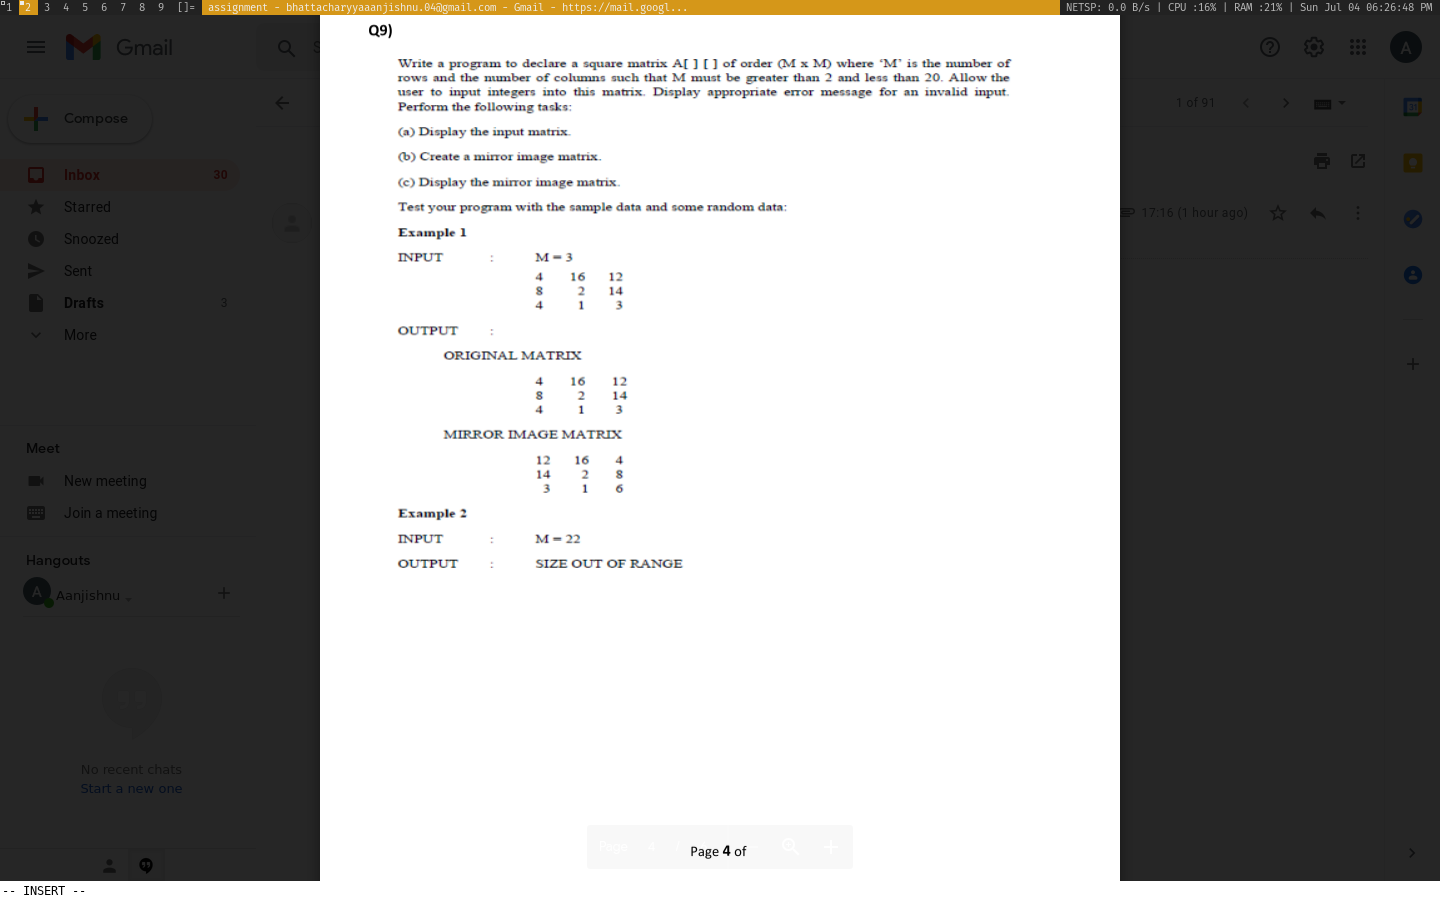 1 2 3 4 5 6 7 8 9 []= assignment - bhattacharyyaaanjishnu.04@gmail.com - Gmail - https://mail.googl... NETSP: 0.0 B/s | CPU :16% | RAM :21% | Sun Jul 04 06:26:48 PM
Gmail
Compose
1 of 91
Inbox 30
Starred
17:16 (1 hour ago)
Snoozed
Sent
Drafts 3
More
Meet
New meeting
Join a meeting
Hangouts
A Aanjishnu
No recent chats
Start a new one
Q9)
Write a program to declare a square matrix A[ ] [ ] of order (M x M) where ‘M’ is the number of
rows and the number of columns such that M must be greater than 2 and less than 20. Allow the
user to input integers into this matrix. Display appropriate error message for an invalid input.
Perform the following tasks:
(a) Display the input matrix.
(b) Create a mirror image matrix.
(c) Display the mirror image matrix.
Test your program with the sample data and some random data:
Example 1
INPUT : M = 3
4 16 12
8 2 14
4 1 3
OUTPUT :
ORIGINAL MATRIX
4 16 12
8 2 14
4 1 3
MIRROR IMAGE MATRIX
12 16 4
14 2 8
3 1 6
Example 2
INPUT : M = 22
OUTPUT : SIZE OUT OF RANGE
Page 4 of
A
-- INSERT --